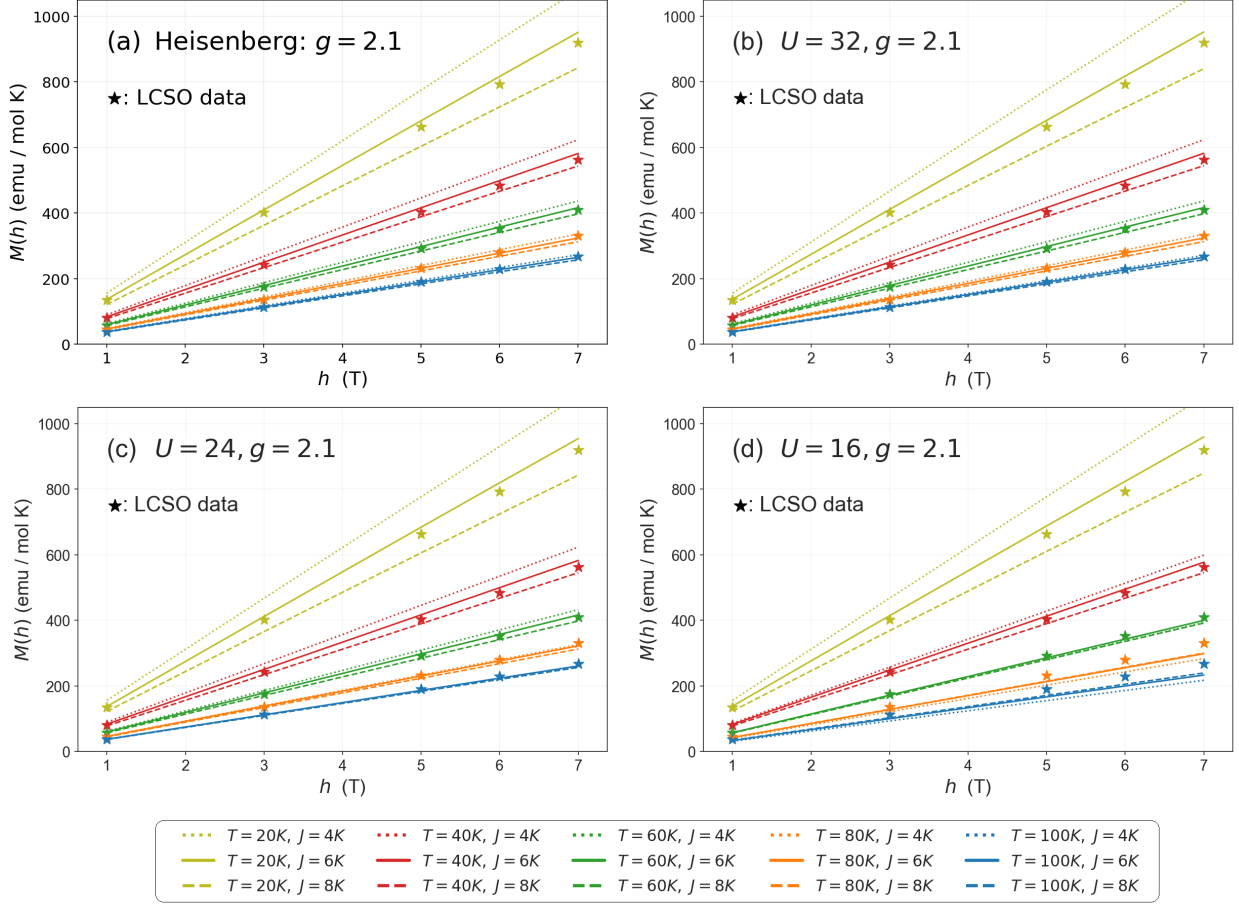 (a) Heisenberg: g = 2.1
★: LCSO data
M(h) (emu / mol K)
1000
800
600
400
200
0
1 2 3 4 5 6 7
h (T)
(b) U = 32, g = 2.1
★: LCSO data
M(h) (emu / mol K)
1000
800
600
400
200
0
1 2 3 4 5 6 7
h (T)
(c) U = 24, g = 2.1
★: LCSO data
M(h) (emu / mol K)
1000
800
600
400
200
0
1 2 3 4 5 6 7
h (T)
(d) U = 16, g = 2.1
★: LCSO data
M(h) (emu / mol K)
1000
800
600
400
200
0
1 2 3 4 5 6 7
h (T)
T = 20K, J = 4K T = 40K, J = 4K T = 60K, J = 4K T = 80K, J = 4K T = 100K, J = 4K
T = 20K, J = 6K T = 40K, J = 6K T = 60K, J = 6K T = 80K, J = 6K T = 100K, J = 6K
T = 20K, J = 8K T = 40K, J = 8K T = 60K, J = 8K T = 80K, J = 8K T = 100K, J = 8K